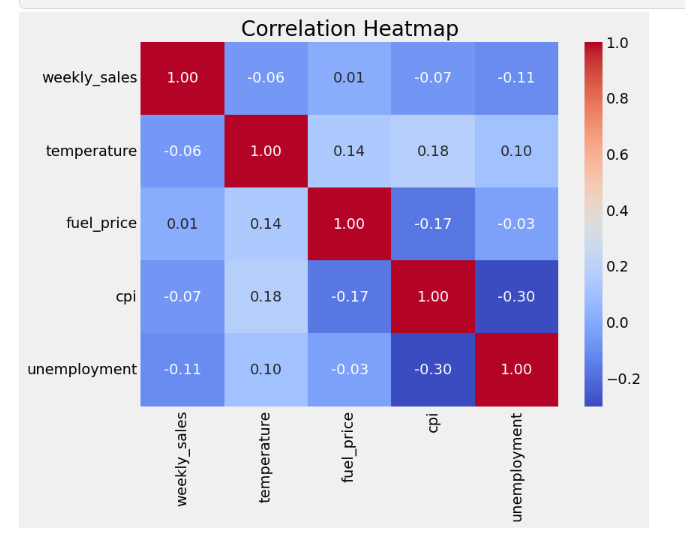 Correlation Heatmap
weekly_sales 1.00 -0.06 0.01 -0.07 -0.11
temperature -0.06 1.00 0.14 0.18 0.10
fuel_price 0.01 0.14 1.00 -0.17 -0.03
cpi -0.07 0.18 -0.17 1.00 -0.30
unemployment -0.11 0.10 -0.03 -0.30 1.00
weekly_sales temperature fuel_price cpi unemployment
1.0
0.8
0.6
0.4
0.2
0.0
−0.2